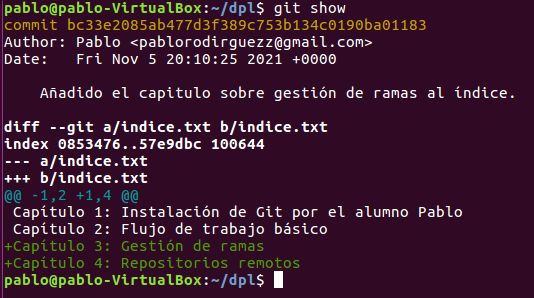 pablo@pablo-VirtualBox:~/dpl$ git show
commit bc33e2085ab477d3f389c753b134c0190ba01183
Author: Pablo <pablorodirguezz@gmail.com>
Date:   Fri Nov 5 20:10:25 2021 +0000
    Añadido el capitulo sobre gestión de ramas al índice.
diff --git a/indice.txt b/indice.txt
index 0853476..57e9dbc 100644
--- a/indice.txt
+++ b/indice.txt
@@ -1,2 +1,4 @@
 Capítulo 1: Instalación de Git por el alumno Pablo
 Capítulo 2: Flujo de trabajo básico
+Capítulo 3: Gestión de ramas
+Capítulo 4: Repositorios remotos
pablo@pablo-VirtualBox:~/dpl$